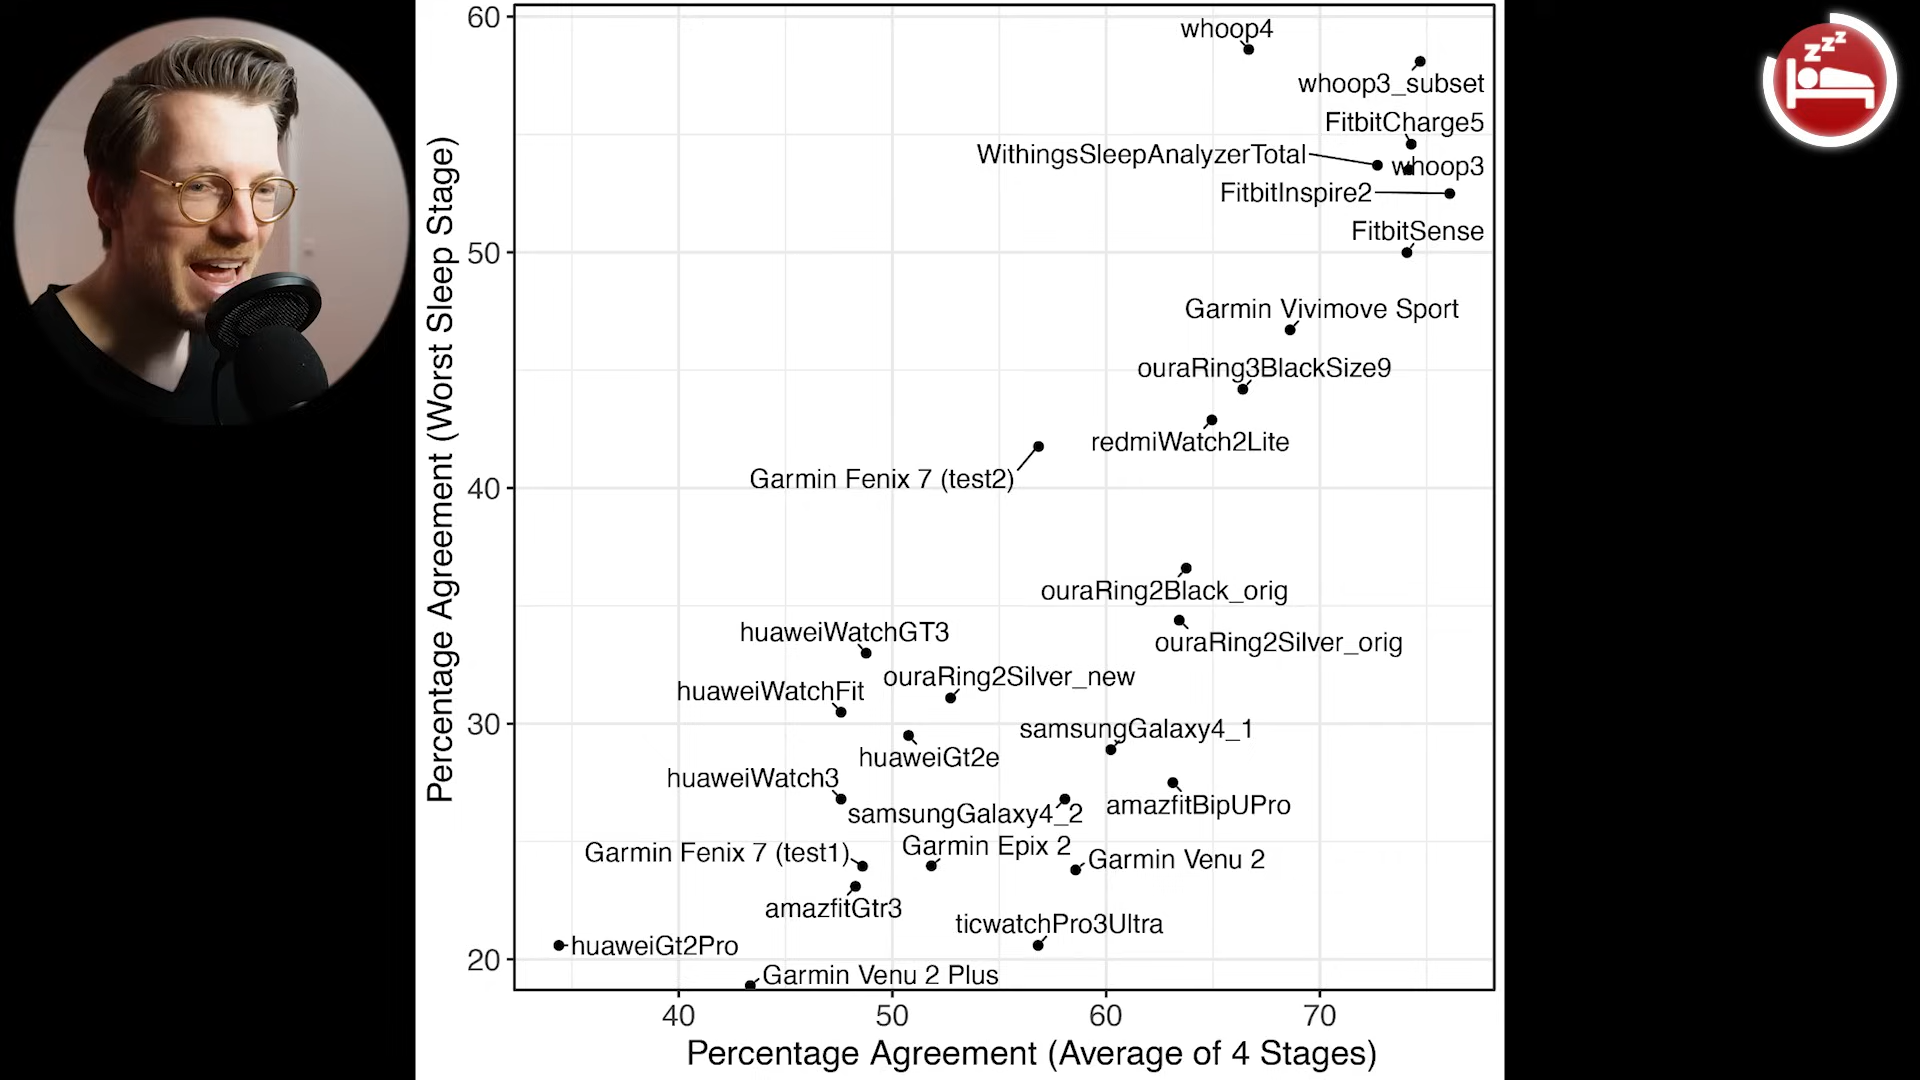 60
whoop4
whoop3_subset
FitbitCharge5
WithingsSleepAnalyzerTotal
whoop3
FitbitInspire2
FitbitSense
50
Garmin Vivimove Sport
ouraRing3BlackSize9
redmiWatch2Lite
Garmin Fenix 7 (test2)
40
ouraRing2Black_orig
huaweiWatchGT3
ouraRing2Silver_orig
ouraRing2Silver_new
huaweiWatchFit
30
samsungGalaxy4_1
huaweiGt2e
huaweiWatch3
amazfitBipUPro
samsungGalaxy4_2
Garmin Epix 2
Garmin Fenix 7 (test1)
Garmin Venu 2
amazfitGtr3
ticwatchPro3Ultra
huaweiGt2Pro
20
Garmin Venu 2 Plus
40 50 60 70
Percentage Agreement (Average of 4 Stages)
Percentage Agreement (Worst Sleep Stage)
zzz